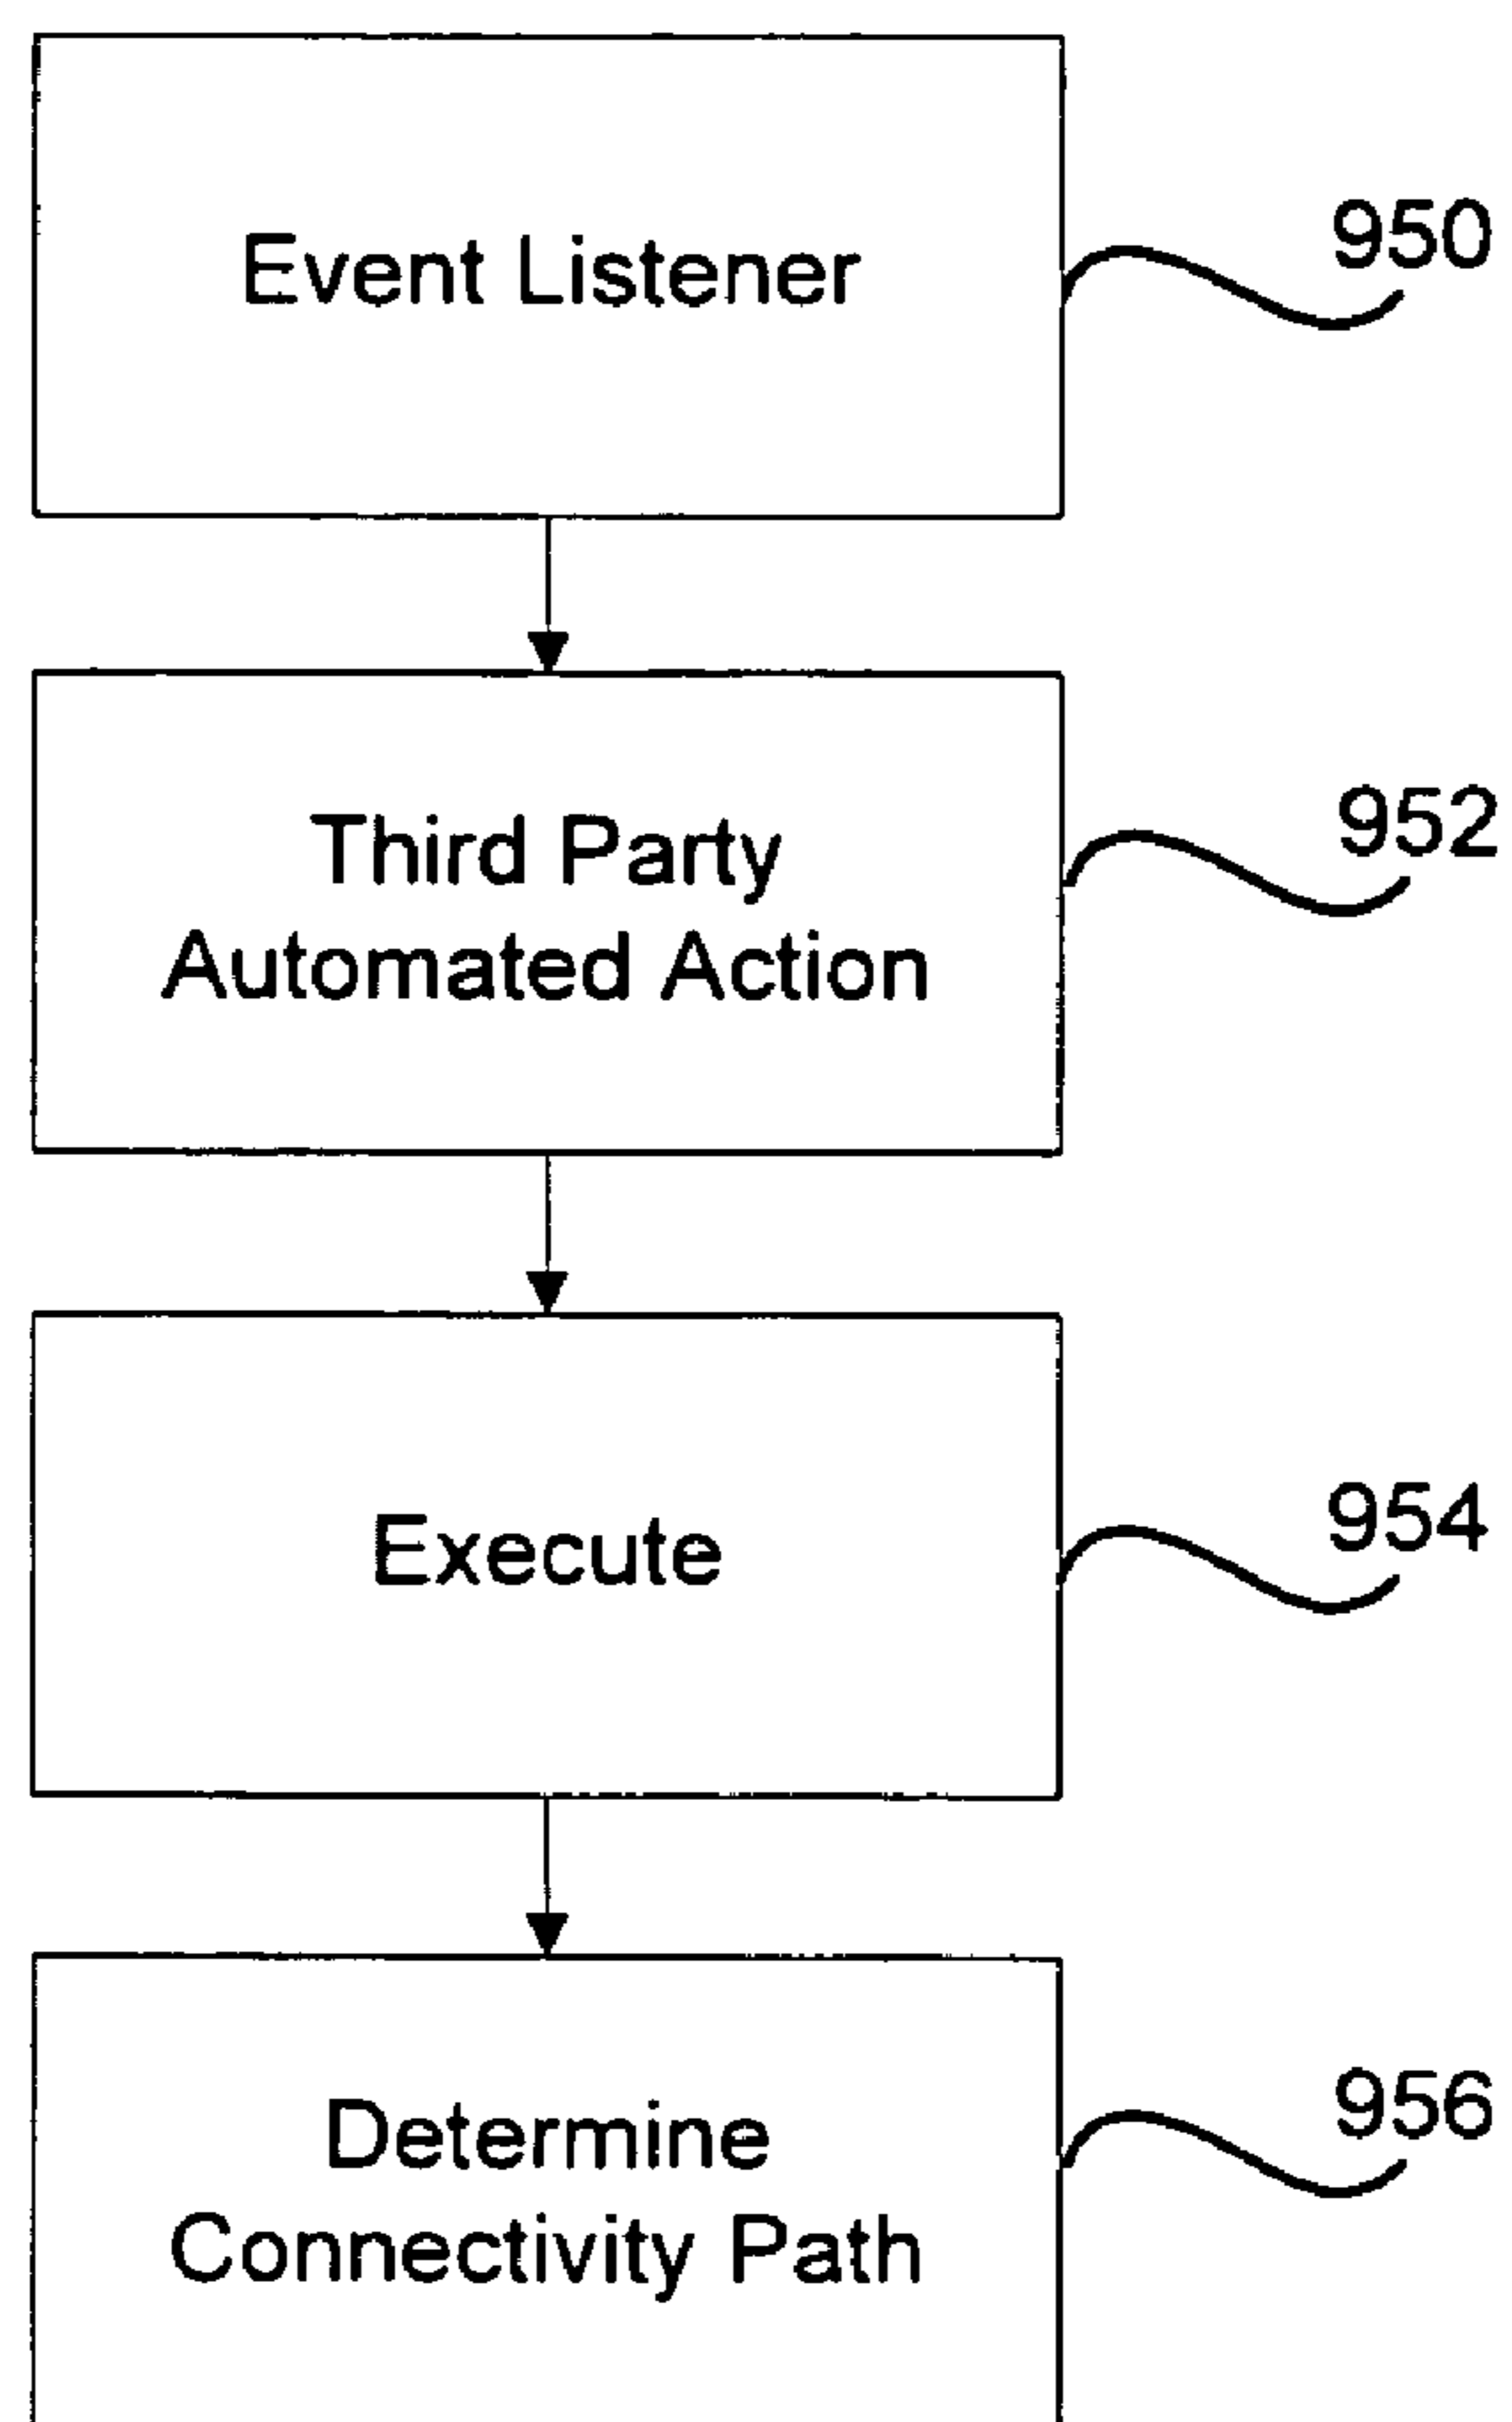 Event Listener
950
Third Party
Automated Action
952
Execute
954
Determine
Connectivity Path
956